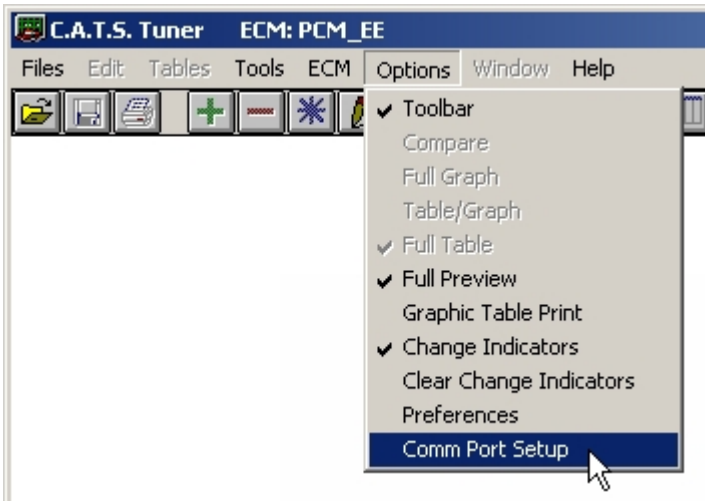 C.A.T.S. Tuner ECM: PCM_EE
Files Edit Tables Tools ECM Options Window Help
Toolbar
Compare
Full Graph
Table/Graph
Full Table
Full Preview
Graphic Table Print
Change Indicators
Clear Change Indicators
Preferences
Comm Port Setup